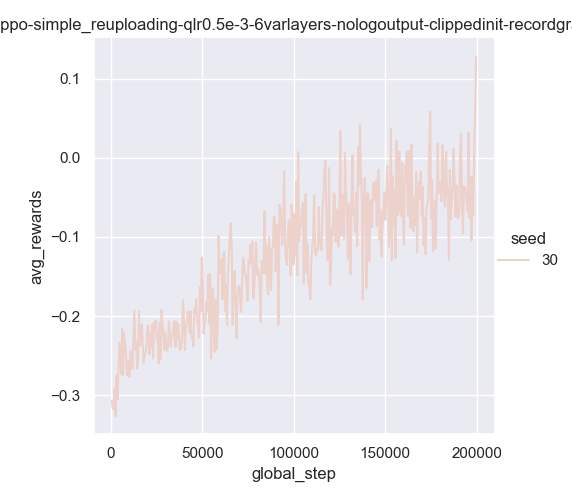 ppo-simple_reuploading-qlr0.5e-3-6varlayers-nologoutput-clippedinit-recordgra
0.1
0.0
−0.1
−0.2
−0.3
avg_rewards
0 50000 100000 150000 200000
global_step
seed
30